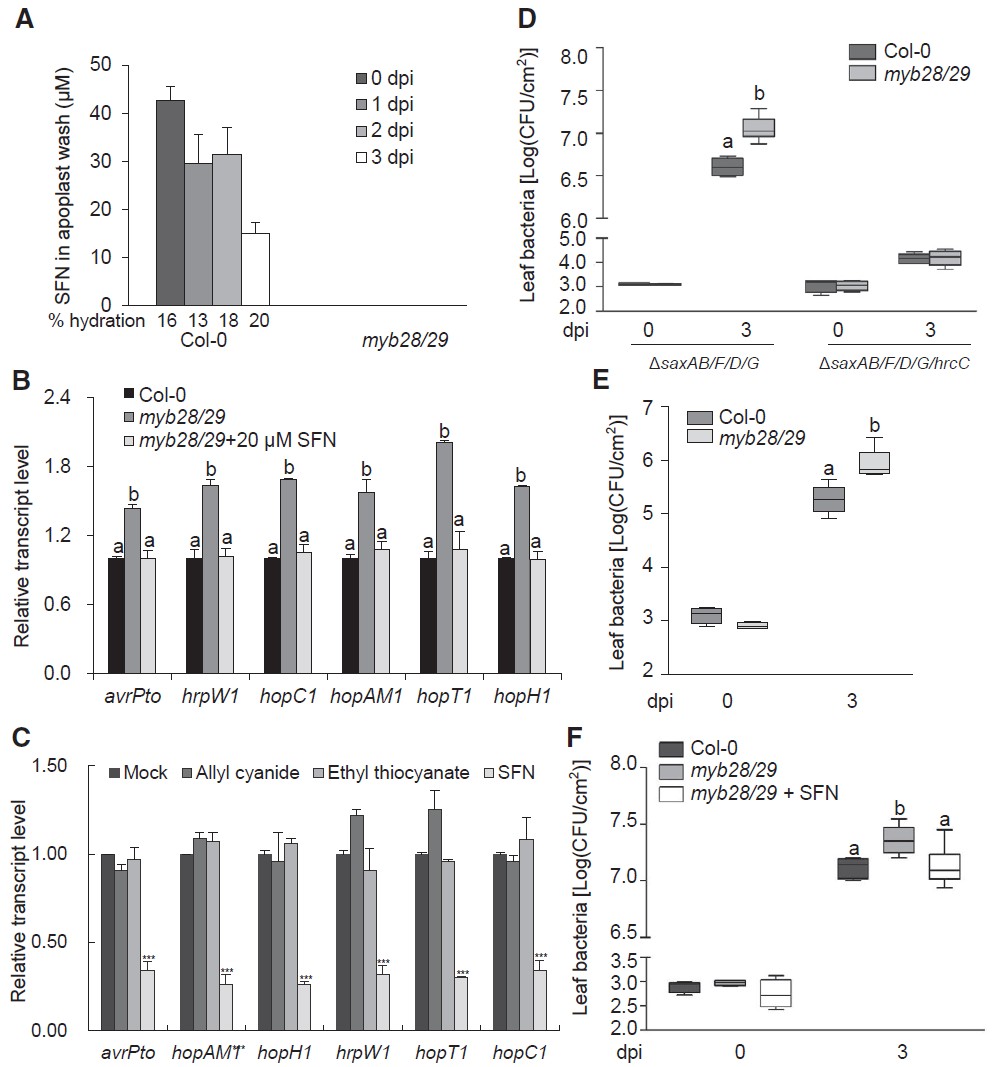 A
SFN in apoplast wash (µM)
50
40
30
20
10
0
0 dpi
1 dpi
2 dpi
3 dpi
% hydration 16 13 18 20
Col-0 myb28/29
B
Relative transcript level
2.4
1.8
1.2
0.6
0.0
Col-0
myb28/29
myb28/29+20 µM SFN
a b a a b a a b a a b a a b a a b a
avrPto hrpW1 hopC1 hopAM1 hopT1 hopH1
C
Relative transcript level
1.50
1.00
0.50
0.00
Mock Allyl cyanide Ethyl thiocyanate SFN
*** *** *** *** *** ***
avrPto hopAM1 hopH1 hrpW1 hopT1 hopC1
D
Leaf bacteria [Log(CFU/cm²)]
8.0
7.5
7.0
6.5
6.0
5.0
4.0
3.0
2.0
Col-0
myb28/29
a b
dpi 0 3 0 3
ΔsaxAB/F/D/G ΔsaxAB/F/D/G/hrcC
E
Leaf bacteria [Log(CFU/cm²)]
7
6
5
4
3
2
Col-0
myb28/29
a b
dpi 0 3
F
Leaf bacteria [Log(CFU/cm²)]
8.0
7.5
7.0
6.5
3.5
3.0
2.5
2.0
Col-0
myb28/29
myb28/29 + SFN
a b a
dpi 0 3